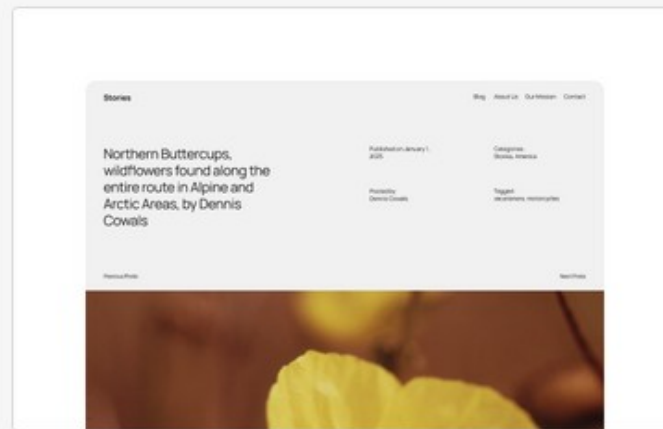 Stories
Blog About Us Our Mission Contact
Northern Buttercups,
wildflowers found along the
entire route in Alpine and
Arctic Areas, by Dennis
Cowals
Published on January 1,
2025
Categories
Stories, America
Posted by
Dennis Cowals
Tagged
motorcycles
Previous Posts
Next Posts